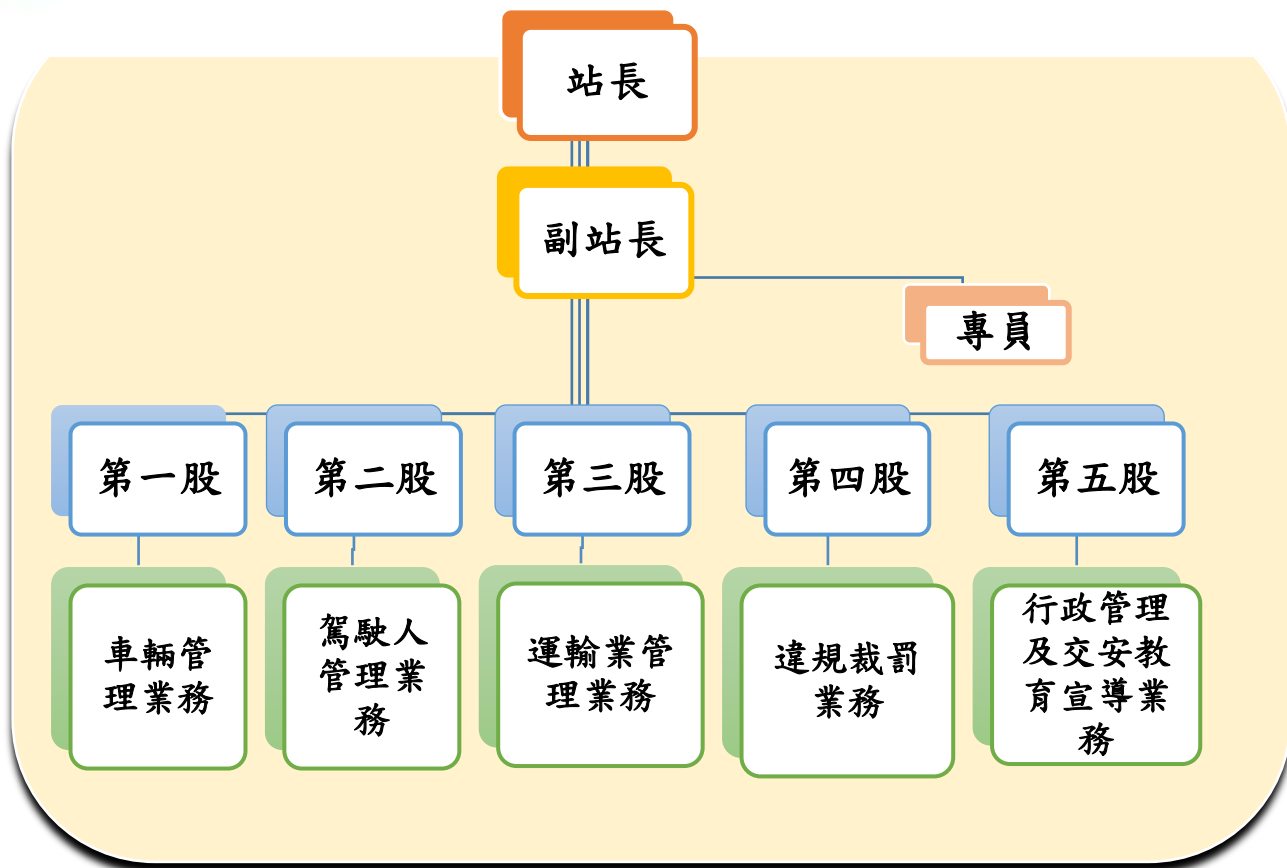 站長
副站長
專員
第一股
第二股
第三股
第四股
第五股
車輛管
理業務
駕駛人
管理業
務
運輸業管
理業務
違規裁罰
業務
行政管理
及交安教
育宣導業
務